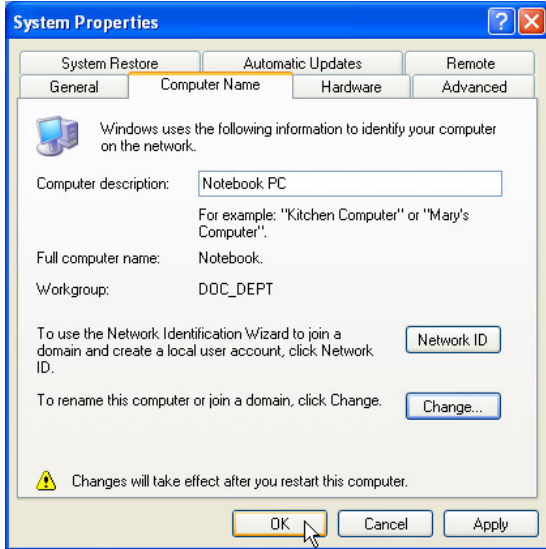 System Properties
System Restore Automatic Updates Remote
General Computer Name Hardware Advanced
Windows uses the following information to identify your computer
on the network.
Computer description: Notebook PC
For example: "Kitchen Computer" or "Mary's
Computer".
Full computer name: Notebook.
Workgroup: DOC_DEPT
To use the Network Identification Wizard to join a
domain and create a local user account, click Network
ID.
Network ID
To rename this computer or join a domain, click Change.
Change...
Changes will take effect after you restart this computer.
OK Cancel Apply